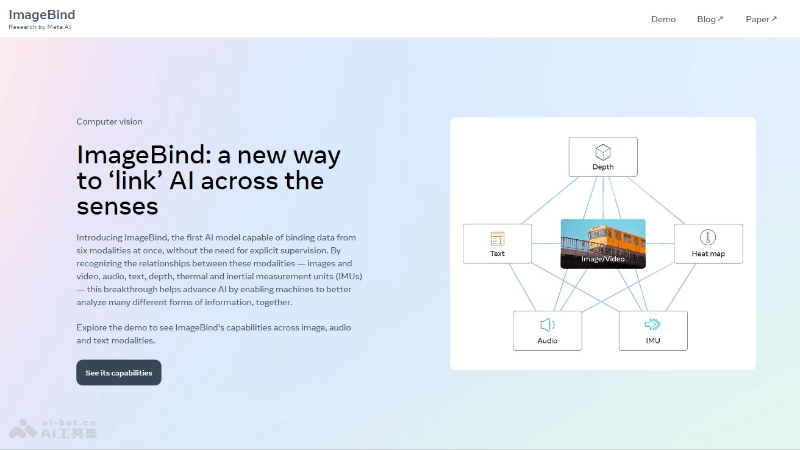 ImageBind
Research by Meta AI
Demo
Blog↗
Paper↗
Computer vision
ImageBind: a new way
to ‘link’ AI across the
senses
Introducing ImageBind, the first AI model capable of binding data from
six modalities at once, without the need for explicit supervision. By
recognizing the relationships between these modalities — images and
video, audio, text, depth, thermal and inertial measurement units (IMUs)
— this breakthrough helps advance AI by enabling machines to better
analyze many different forms of information, together.
Explore the demo to see ImageBind's capabilities across image, audio
and text modalities.
See its capabilities
Depth
Text
Image/Video
Heat map
Audio
IMU
ai-bot.cn
AI工具集